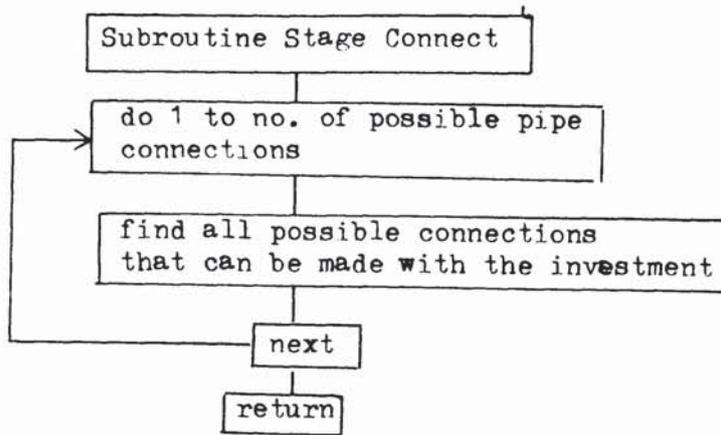 Subroutine Stage Connect
do 1 to no. of possible pipe
connections
find all possible connections
that can be made with the investment
next
return